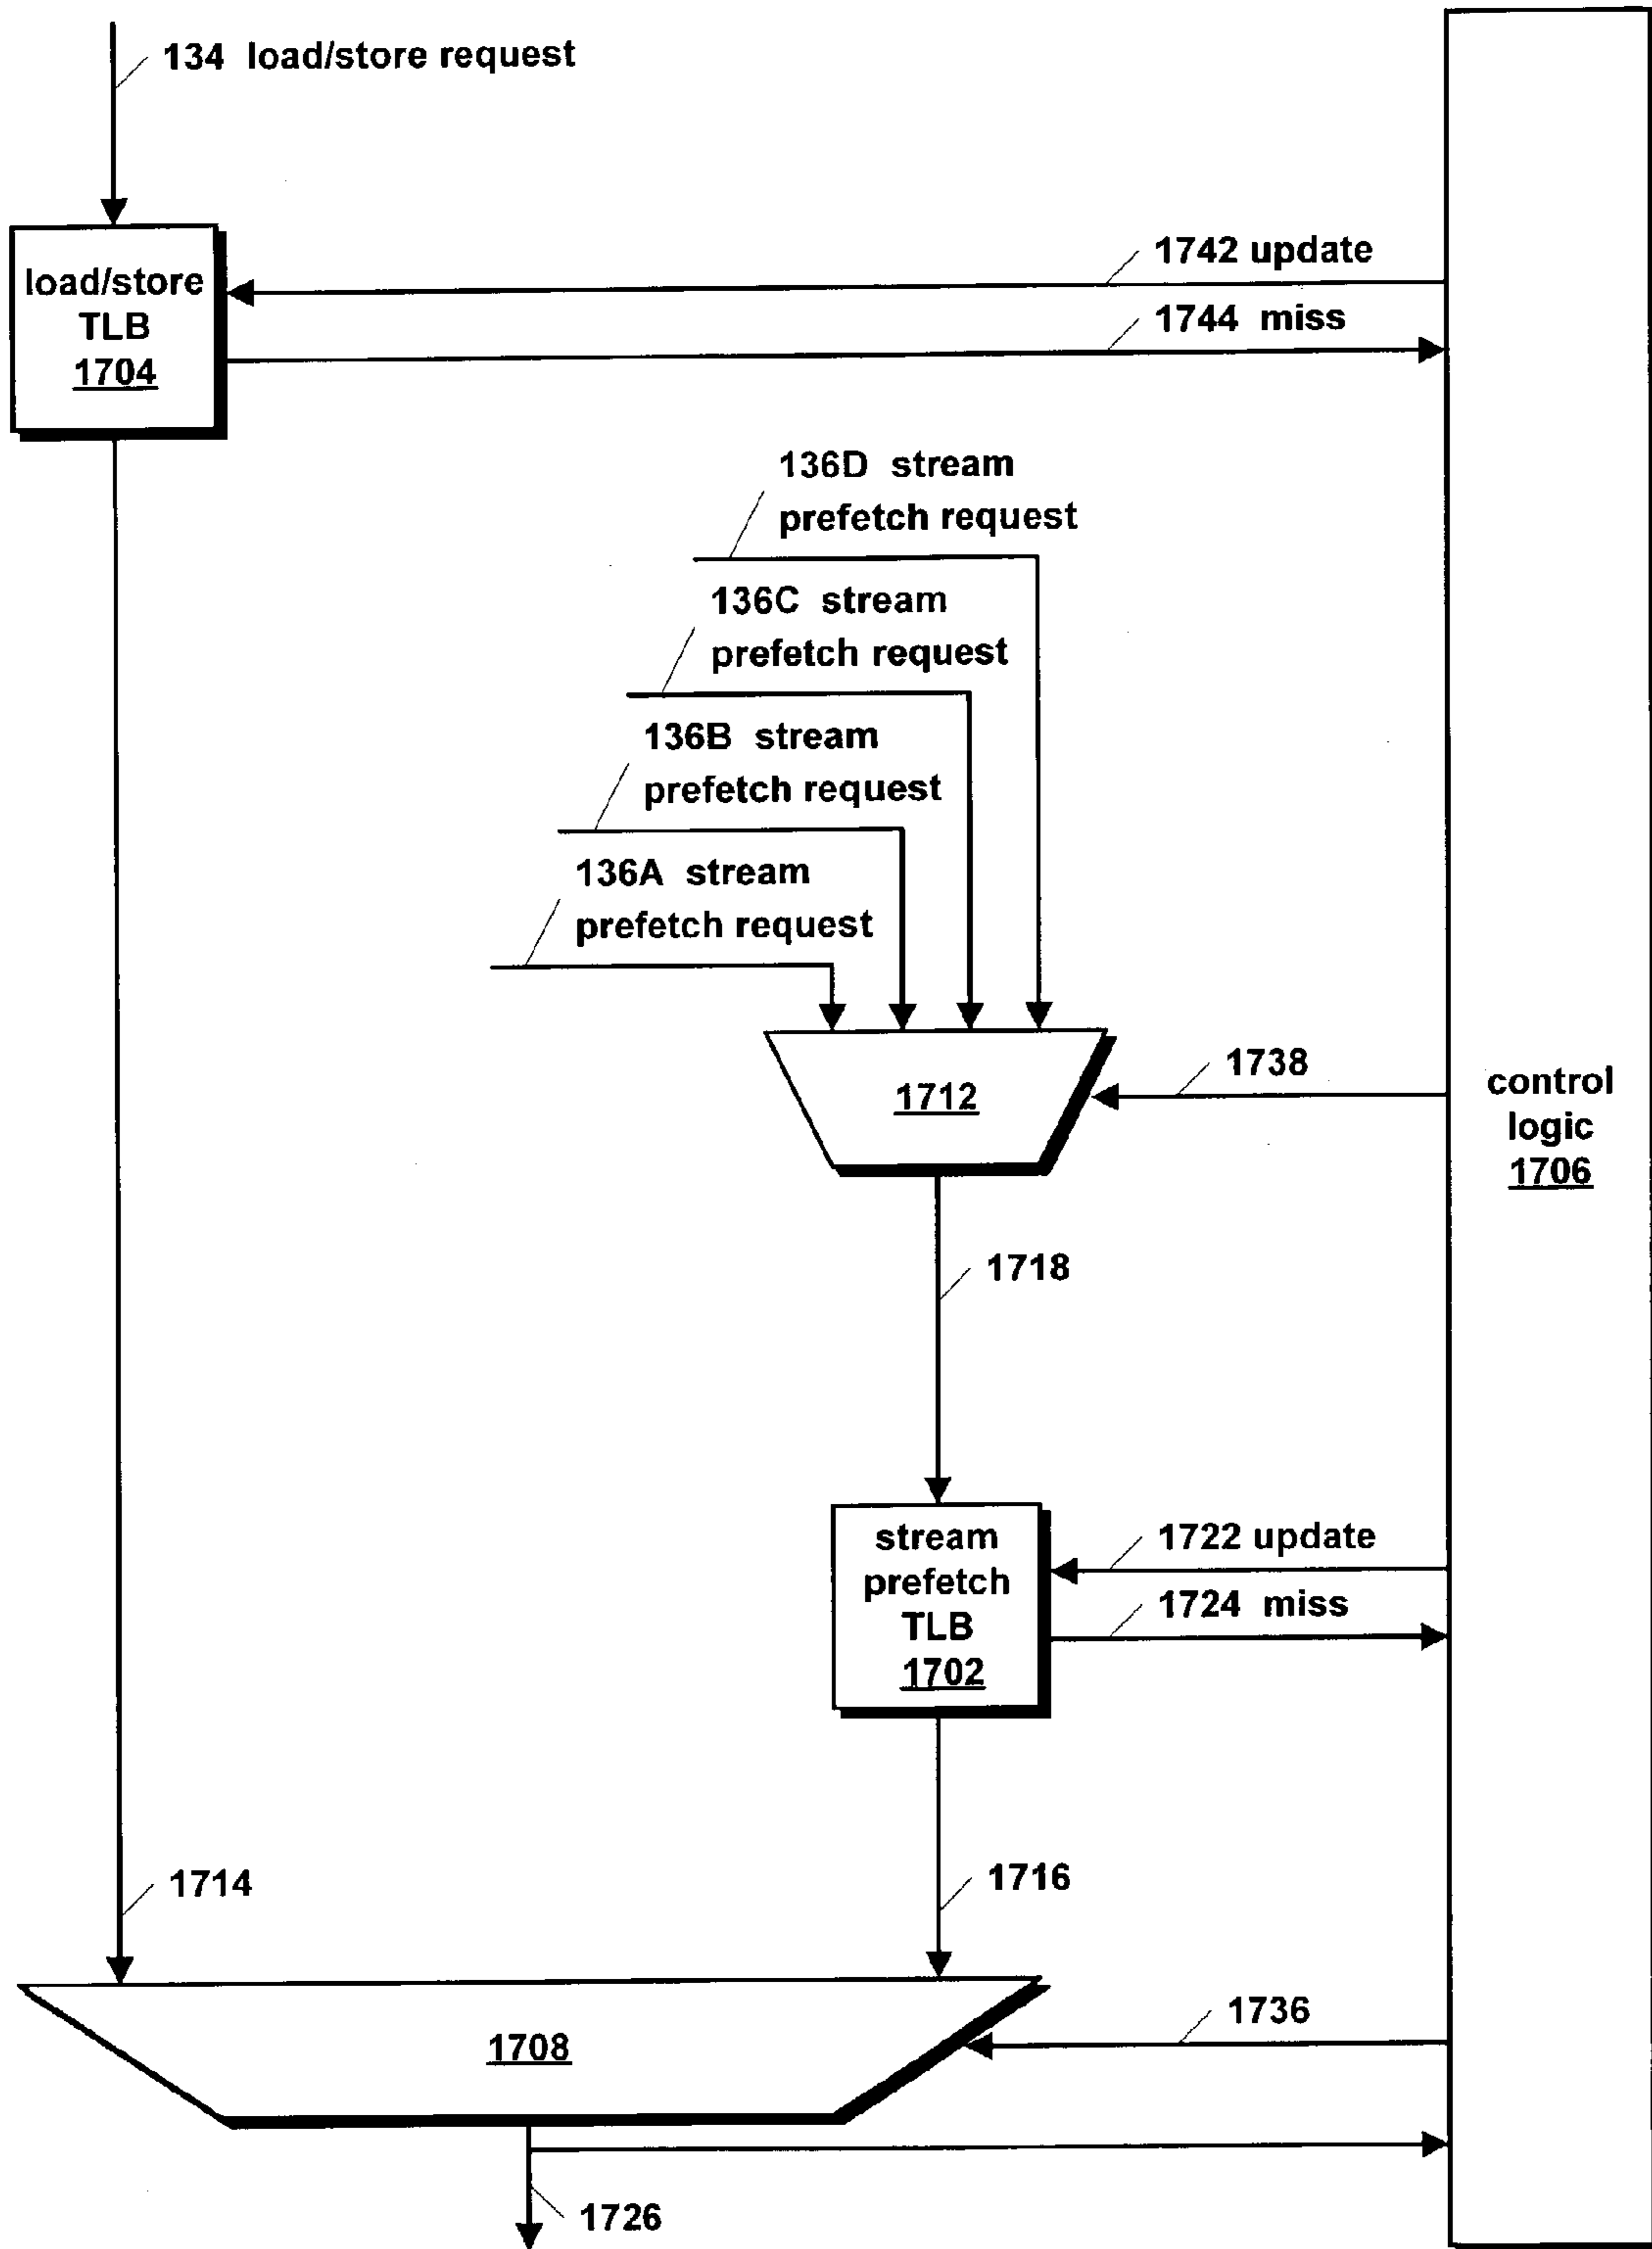 134 load/store request
1742 update
load/store
TLB
1704
1744 miss
136D stream
prefetch request
136C stream
prefetch request
136B stream
prefetch request
136A stream
prefetch request
1738
1712
control
logic
1706
1718
stream
prefetch
TLB
1702
1722 update
1724 miss
1714
1716
1736
1708
1726